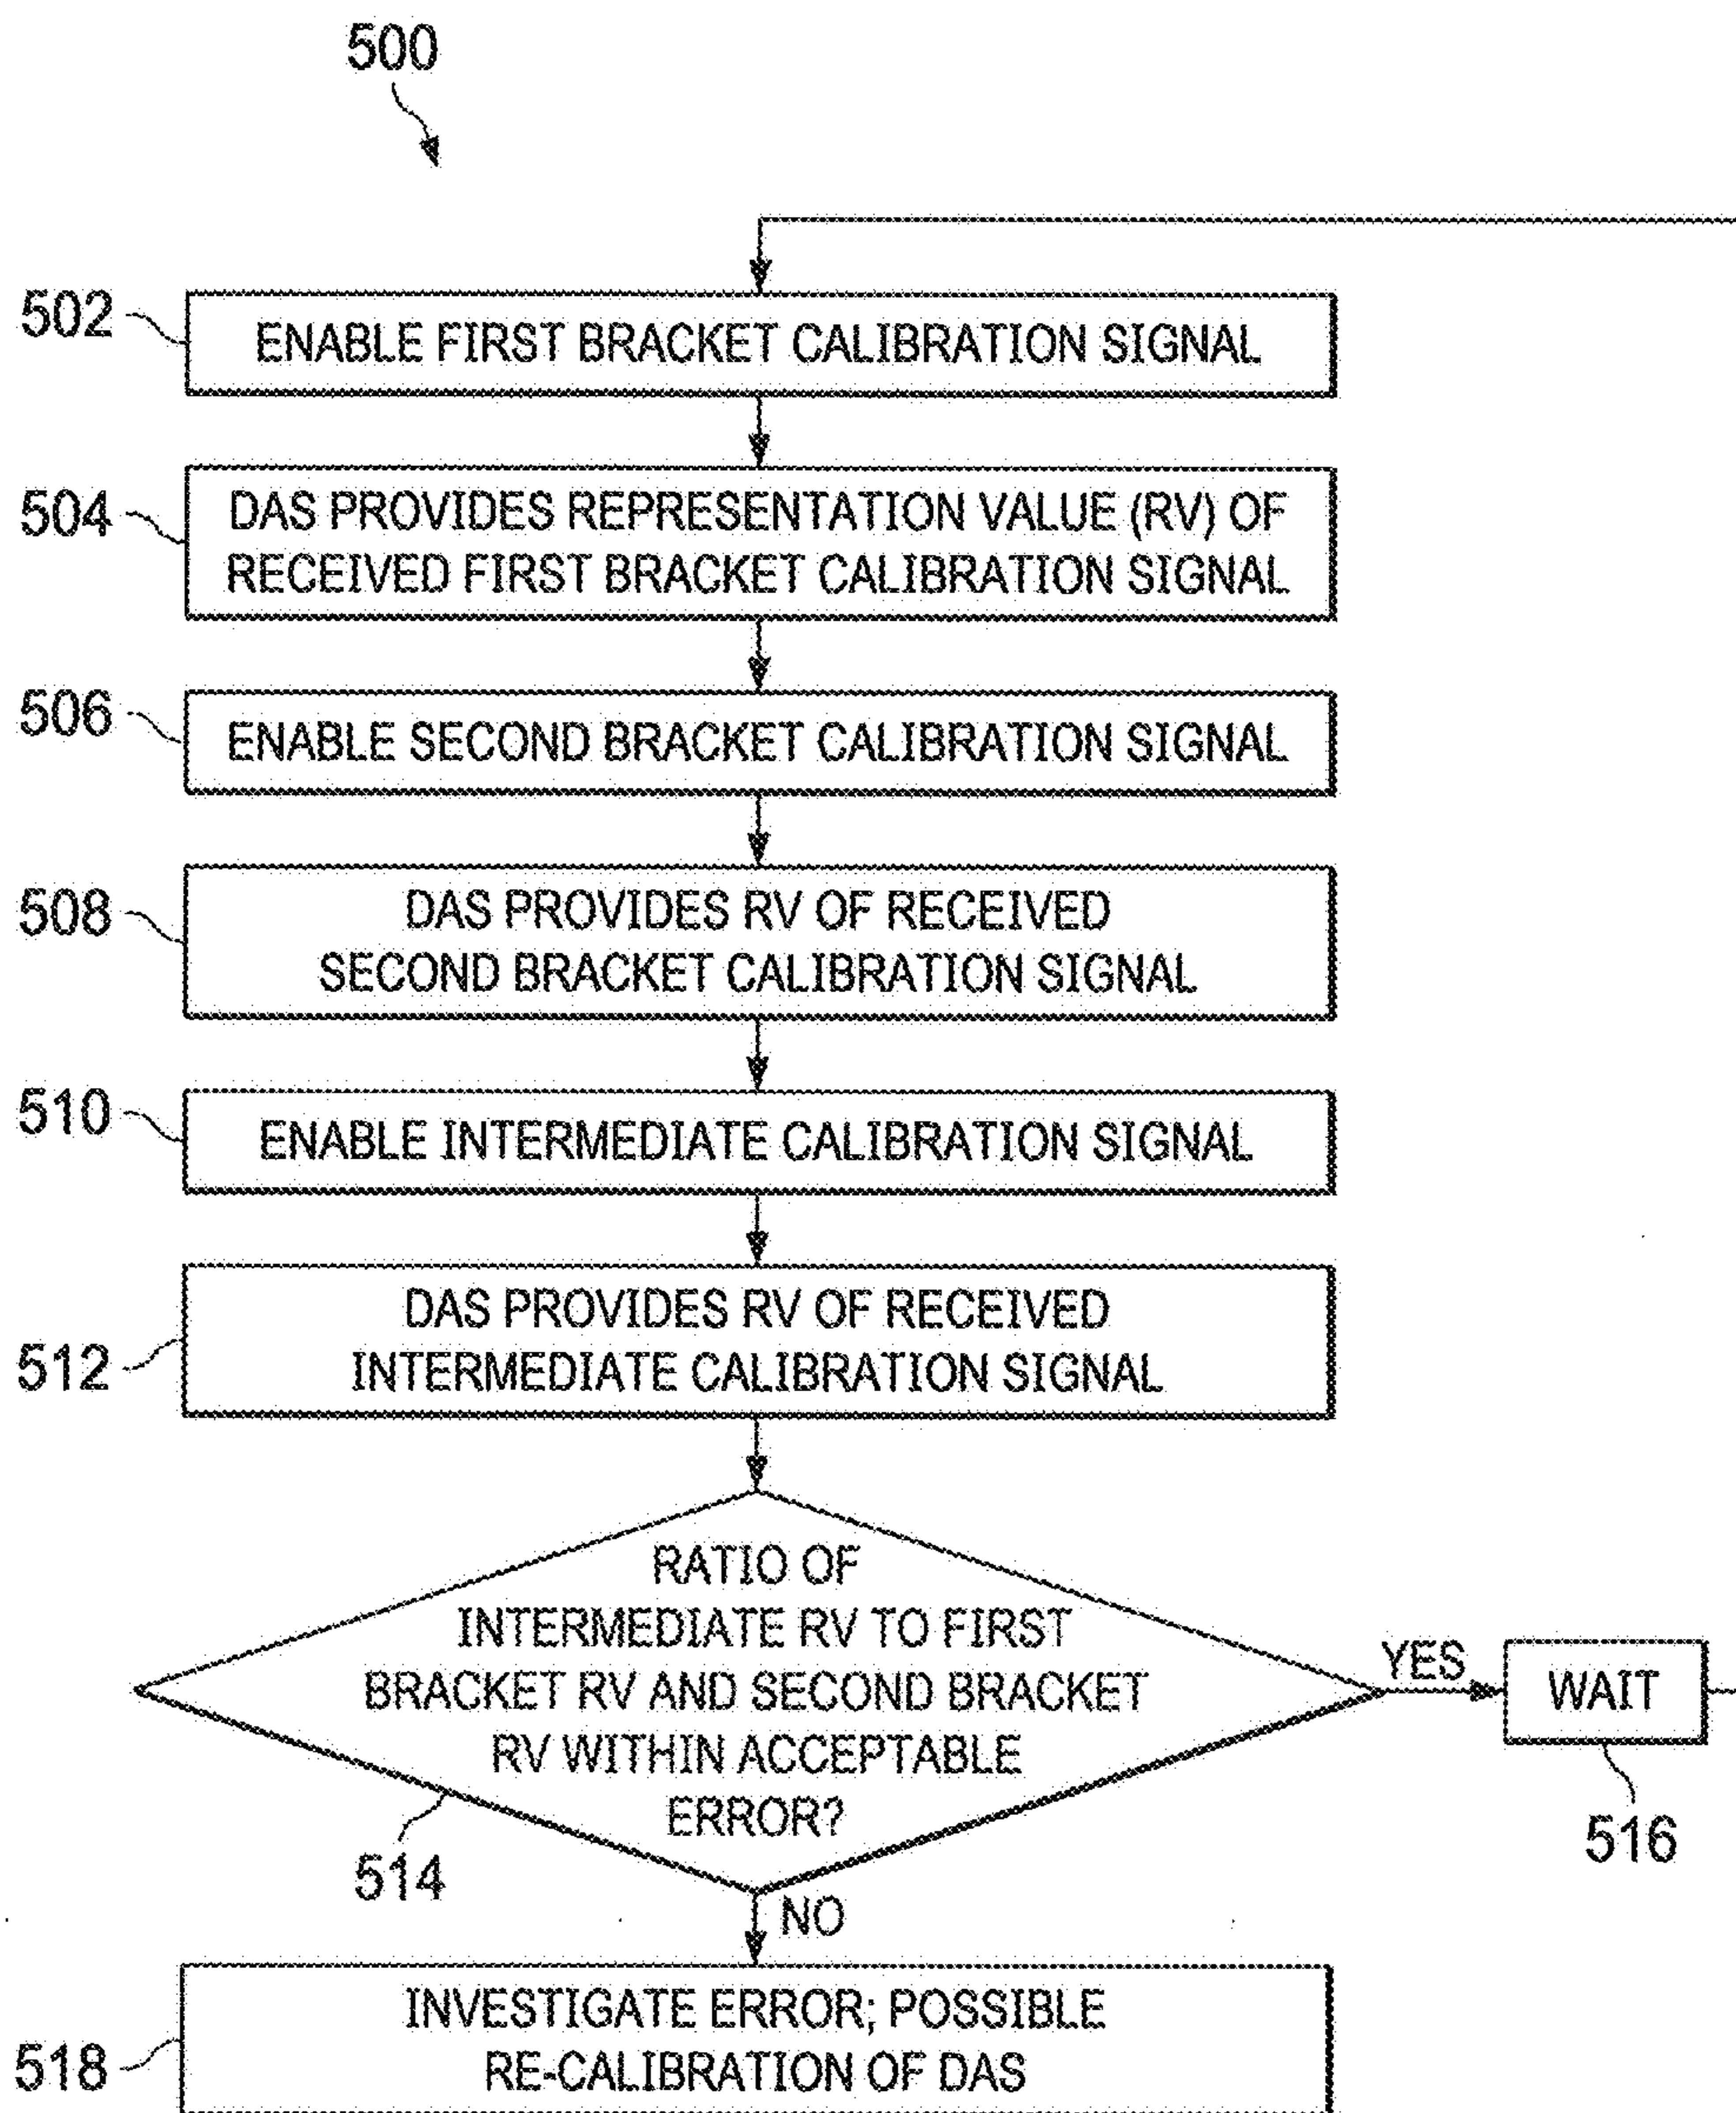 500
502
ENABLE FIRST BRACKET CALIBRATION SIGNAL
504
DAS PROVIDES REPRESENTATION VALUE (RV) OF
RECEIVED FIRST BRACKET CALIBRATION SIGNAL
506
ENABLE SECOND BRACKET CALIBRATION SIGNAL
508
DAS PROVIDES RV OF RECEIVED
SECOND BRACKET CALIBRATION SIGNAL
510
ENABLE INTERMEDIATE CALIBRATION SIGNAL
512
DAS PROVIDES RV OF RECEIVED
INTERMEDIATE CALIBRATION SIGNAL
RATIO OF
INTERMEDIATE RV TO FIRST
BRACKET RV AND SECOND BRACKET
RV WITHIN ACCEPTABLE
ERROR?
514
YES
WAIT
516
NO
518
INVESTIGATE ERROR; POSSIBLE
RE-CALIBRATION OF DAS